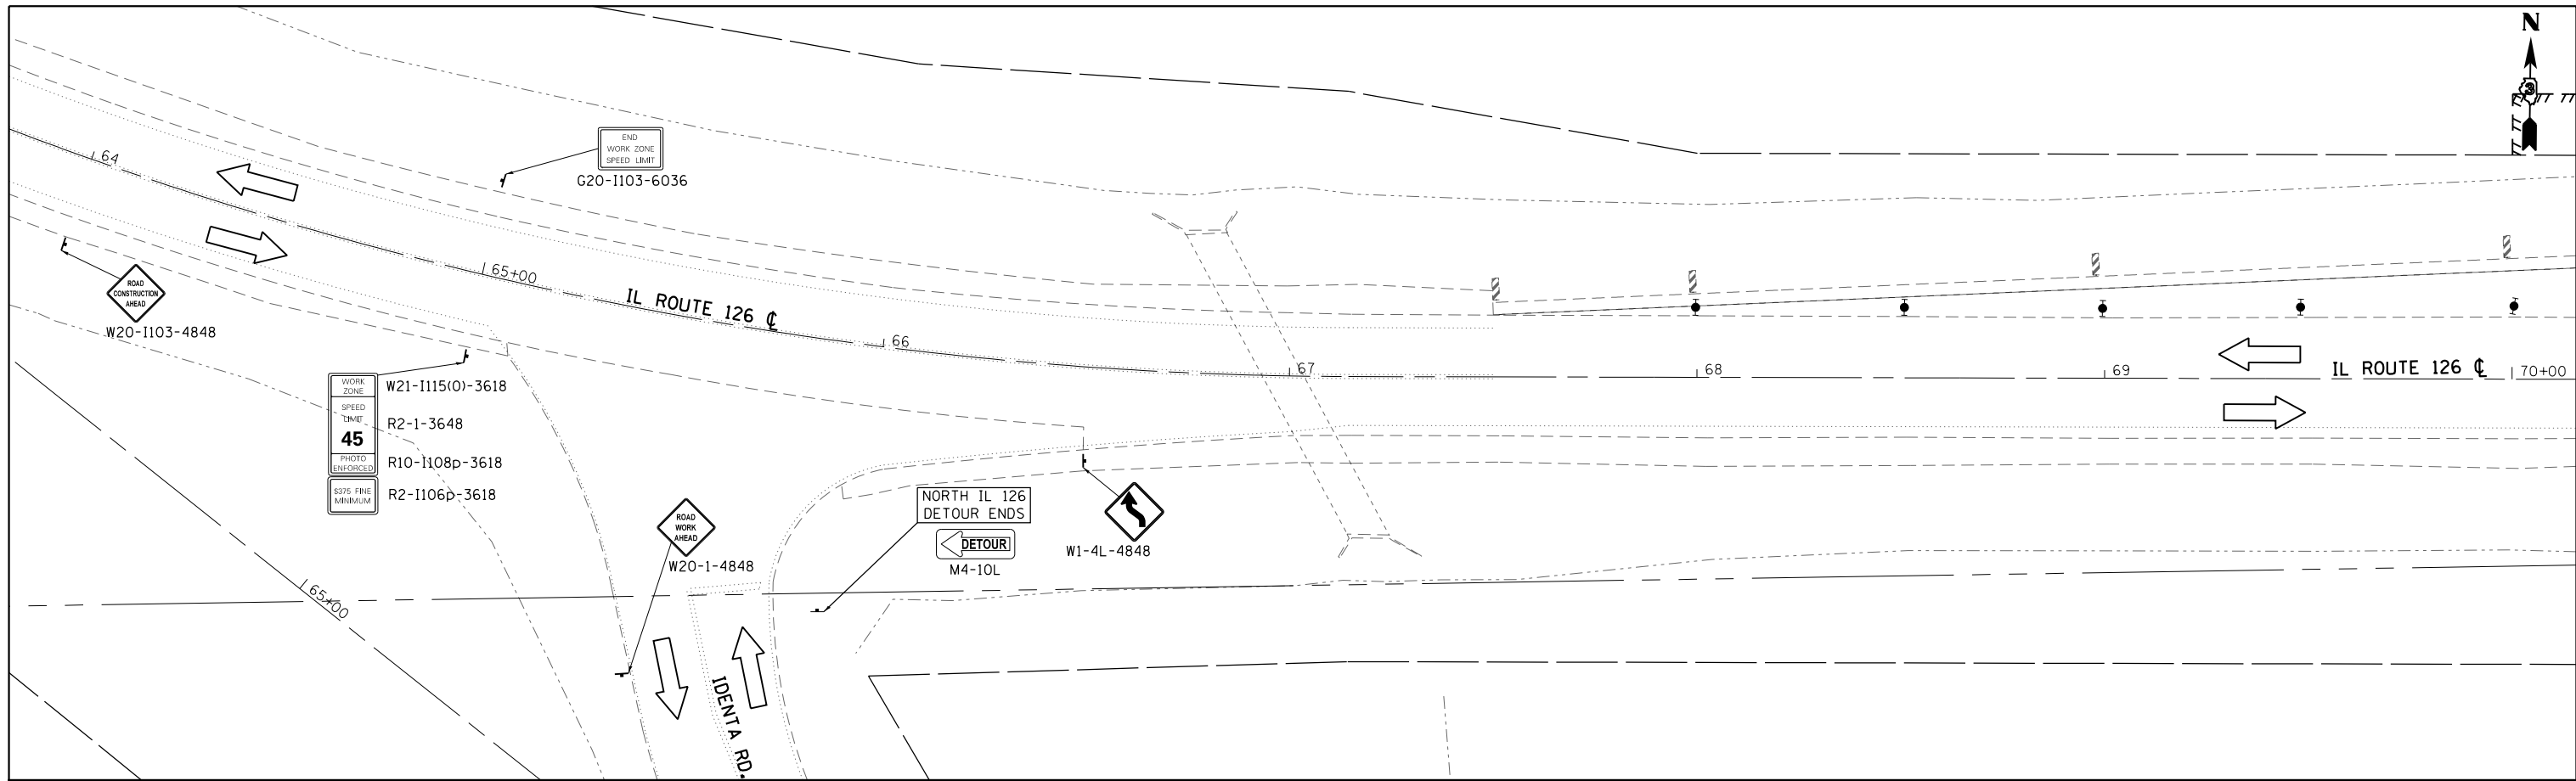 N
3
64
END
WORK ZONE
SPEED LIMIT
G20-I103-6036
65+00
IL ROUTE 126 ℄
66
67
68
69
IL ROUTE 126 ℄
70+00
ROAD
CONSTRUCTION
AHEAD
W20-I103-4848
WORK
ZONE
W21-I115(O)-3618
SPEED
LIMIT
45
R2-1-3648
PHOTO
ENFORCED
R10-I108p-3618
$375 FINE
MINIMUM
R2-I106p-3618
ROAD
WORK
AHEAD
W20-1-4848
NORTH IL 126
DETOUR ENDS
DETOUR
M4-10L
W1-4L-4848
65+00
IDENTA RD.